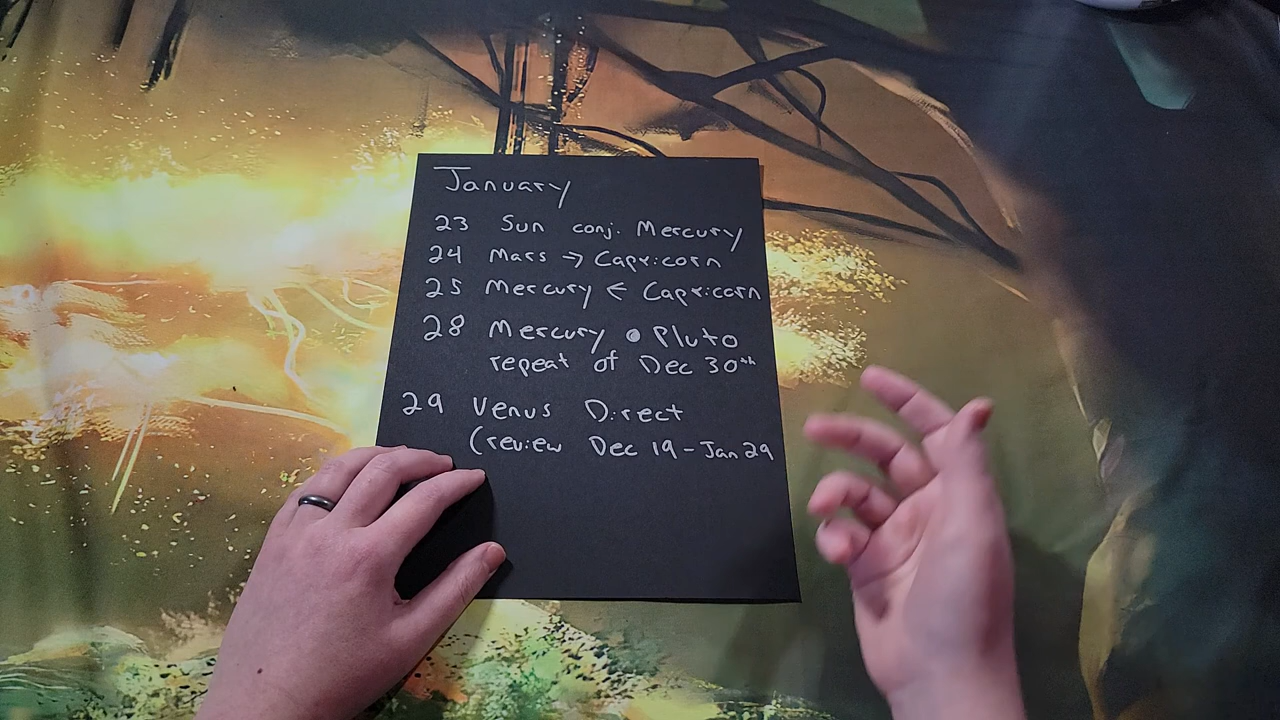 January
23 Sun conj. Mercury
24 Mars → Capricorn
25 Mercury ← Capricorn
28 Mercury • Pluto
repeat of Dec 30th
29 Venus Direct
(review Dec 19-Jan 29